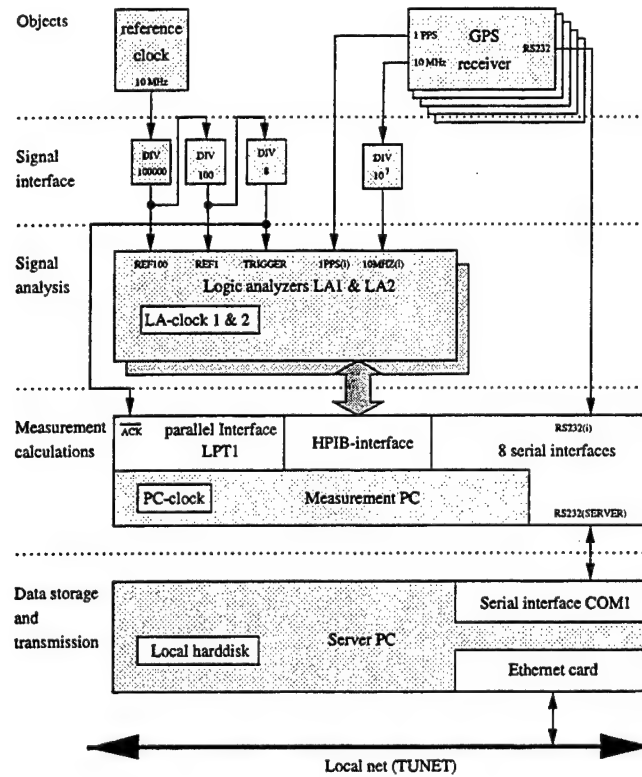 Objects
reference
clock
10 MHz
1 PPS
10 MHz
GPS
receiver
RS232
Signal
interface
DIV
100000
DIV
100
DIV
8
DIV
10⁷
Signal
analysis
REF100 REF1 TRIGGER 1PPS(i) 10MHZ(i)
Logic analyzers LA1 & LA2
LA-clock 1 & 2
Measurement
calculations
ACK
parallel Interface
LPT1
HPIB-interface
RS232(i)
8 serial interfaces
PC-clock
Measurement PC
RS232(SERVER)
Data storage
and
transmission
Serial interface COM1
Server PC
Local harddisk
Ethernet card
Local net (TUNET)